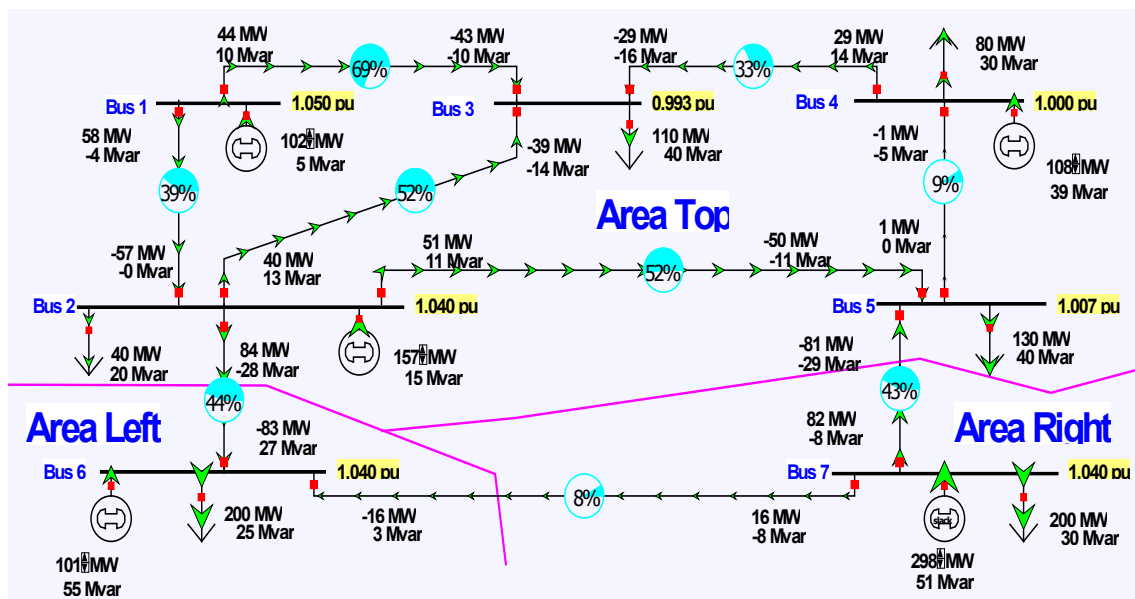 44 MW
10 Mvar
69%
-43 MW
-10 Mvar
-29 MW
-16 Mvar
33%
29 MW
14 Mvar
80 MW
30 Mvar
Bus 1
1.050 pu
Bus 3
0.993 pu
Bus 4
1.000 pu
58 MW
-4 Mvar
102 MW
5 Mvar
-39 MW
-14 Mvar
110 MW
40 Mvar
-1 MW
-5 Mvar
108 MW
39 Mvar
39%
52%
9%
Area Top
-57 MW
-0 Mvar
40 MW
13 Mvar
51 MW
11 Mvar
52%
-50 MW
-11 Mvar
1 MW
0 Mvar
Bus 2
1.040 pu
Bus 5
1.007 pu
40 MW
20 Mvar
84 MW
-28 Mvar
157 MW
15 Mvar
-81 MW
-29 Mvar
130 MW
40 Mvar
44%
43%
Area Left
-83 MW
27 Mvar
82 MW
-8 Mvar
Area Right
Bus 6
1.040 pu
Bus 7
1.040 pu
8%
101 MW
55 Mvar
200 MW
25 Mvar
-16 MW
3 Mvar
16 MW
-8 Mvar
slack
298 MW
51 Mvar
200 MW
30 Mvar